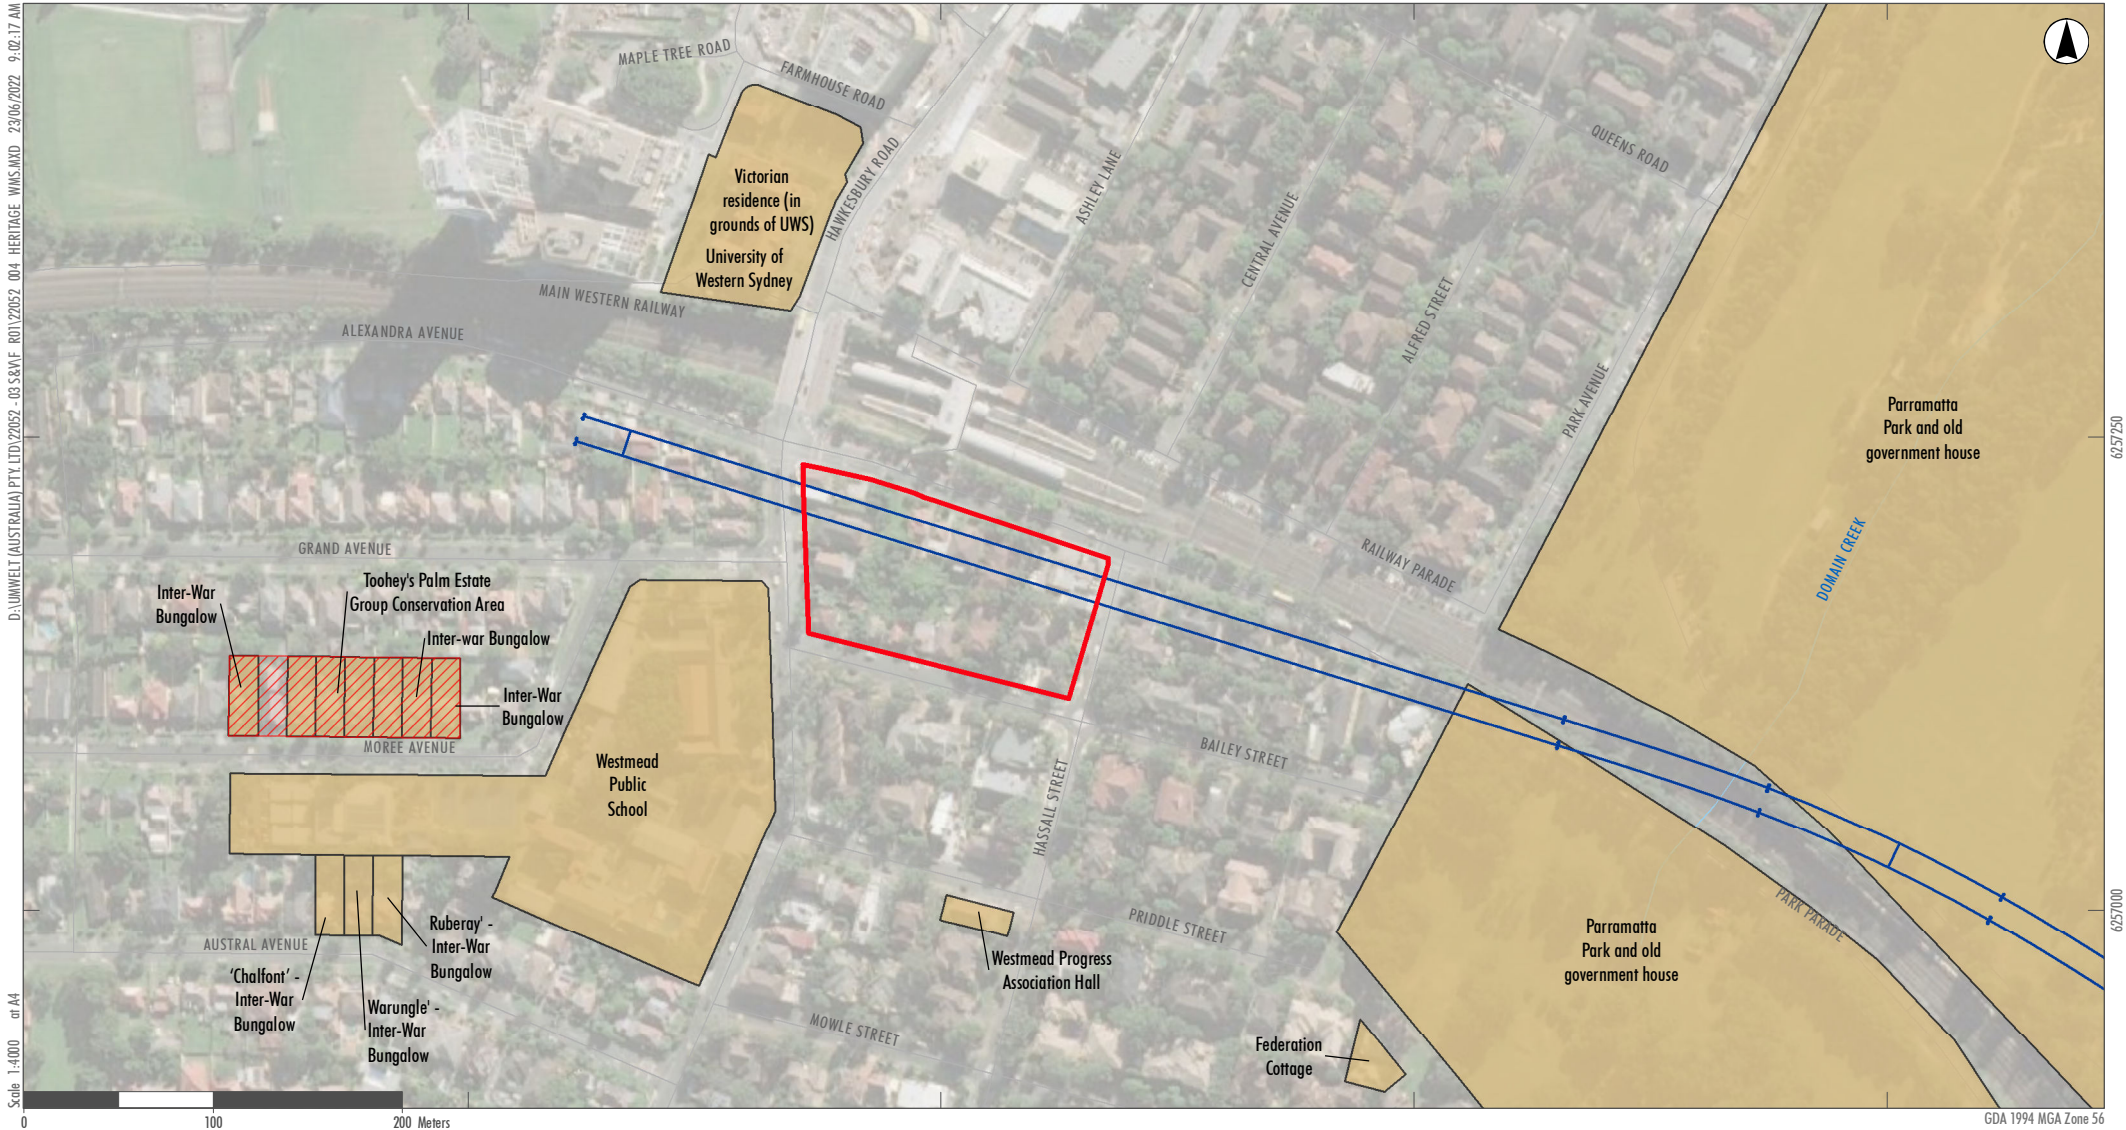 D:\UMWELT (AUSTRALIA) PTY. LTD\22052 - 03 S&V\F R01\22052 004 HERITAGE WMS.MXD 23/06/2022 9:02:17 AM
MAPLE TREE ROAD
FARMHOUSE ROAD
HAWKESBURY ROAD
ASHLEY LANE
QUEENS ROAD
CENTRAL AVENUE
ALFRED STREET
PARK AVENUE
Victorian
residence (in
grounds of UWS)
University of
Western Sydney
MAIN WESTERN RAILWAY
ALEXANDRA AVENUE
Parramatta
Park and old
government house
6257250
DOMAIN CREEK
RAILWAY PARADE
GRAND AVENUE
Inter-War
Bungalow
Toohey's Palm Estate
Group Conservation Area
Inter-war Bungalow
Inter-War
Bungalow
MOREE AVENUE
Westmead
Public
School
BAILEY STREET
HASSALL STREET
PRIDDLE STREET
PARK PARADE
6257000
Parramatta
Park and old
government house
AUSTRAL AVENUE
'Chalfont' -
Inter-War
Bungalow
Ruberay' -
Inter-War
Bungalow
Warungle' -
Inter-War
Bungalow
Westmead Progress
Association Hall
MOWLE STREET
Federation
Cottage
Scale 1:4000 at A4
0 100 200 Meters
GDA 1994 MGA Zone 56